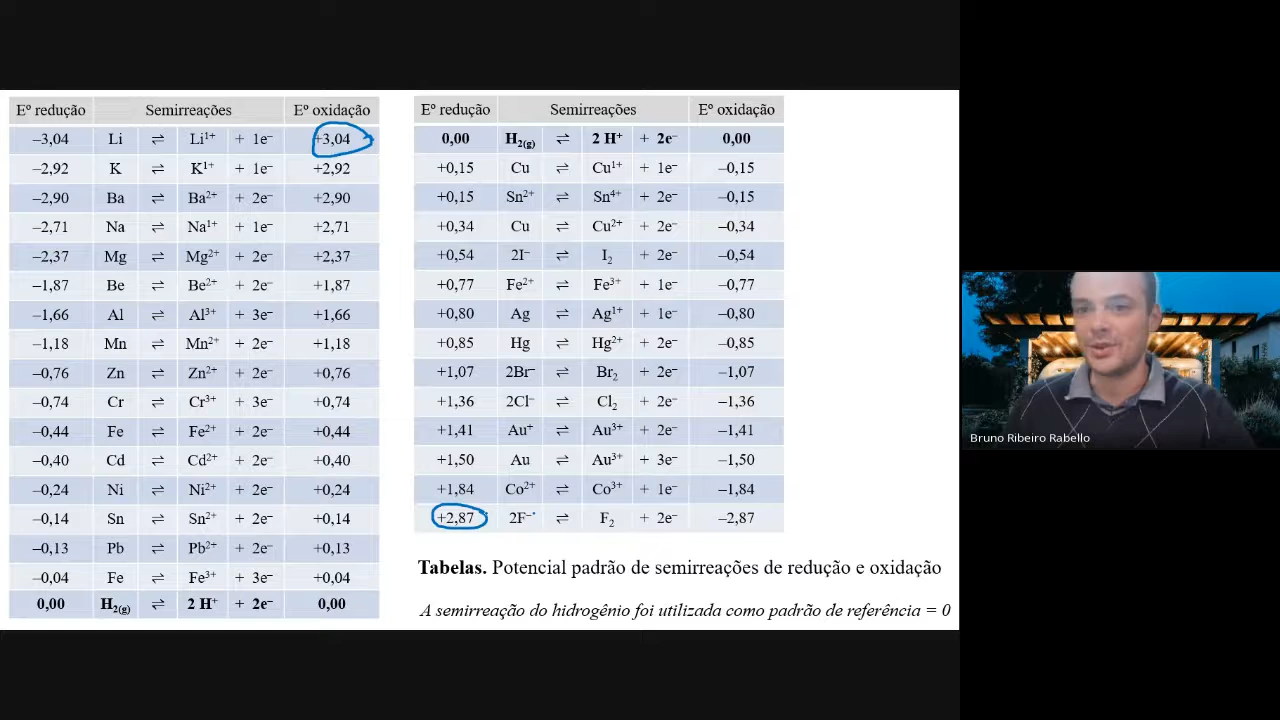 Eº redução Semirreações Eº oxidação
–3,04 Li ⇌ Li¹⁺ + 1e⁻ +3,04
–2,92 K ⇌ K¹⁺ + 1e⁻ +2,92
–2,90 Ba ⇌ Ba²⁺ + 2e⁻ +2,90
–2,71 Na ⇌ Na¹⁺ + 1e⁻ +2,71
–2,37 Mg ⇌ Mg²⁺ + 2e⁻ +2,37
–1,87 Be ⇌ Be²⁺ + 2e⁻ +1,87
–1,66 Al ⇌ Al³⁺ + 3e⁻ +1,66
–1,18 Mn ⇌ Mn²⁺ + 2e⁻ +1,18
–0,76 Zn ⇌ Zn²⁺ + 2e⁻ +0,76
–0,74 Cr ⇌ Cr³⁺ + 3e⁻ +0,74
–0,44 Fe ⇌ Fe²⁺ + 2e⁻ +0,44
–0,40 Cd ⇌ Cd²⁺ + 2e⁻ +0,40
–0,24 Ni ⇌ Ni²⁺ + 2e⁻ +0,24
–0,14 Sn ⇌ Sn²⁺ + 2e⁻ +0,14
–0,13 Pb ⇌ Pb²⁺ + 2e⁻ +0,13
–0,04 Fe ⇌ Fe³⁺ + 3e⁻ +0,04
0,00 H₂(g) ⇌ 2 H⁺ + 2e⁻ 0,00
Eº redução Semirreações Eº oxidação
0,00 H₂(g) ⇌ 2 H⁺ + 2e⁻ 0,00
+0,15 Cu ⇌ Cu¹⁺ + 1e⁻ –0,15
+0,15 Sn²⁺ ⇌ Sn⁴⁺ + 2e⁻ –0,15
+0,34 Cu ⇌ Cu²⁺ + 2e⁻ –0,34
+0,54 2I⁻ ⇌ I₂ + 2e⁻ –0,54
+0,77 Fe²⁺ ⇌ Fe³⁺ + 1e⁻ –0,77
+0,80 Ag ⇌ Ag¹⁺ + 1e⁻ –0,80
+0,85 Hg ⇌ Hg²⁺ + 2e⁻ –0,85
+1,07 2Br⁻ ⇌ Br₂ + 2e⁻ –1,07
+1,36 2Cl⁻ ⇌ Cl₂ + 2e⁻ –1,36
+1,41 Au⁺ ⇌ Au³⁺ + 2e⁻ –1,41
+1,50 Au ⇌ Au³⁺ + 3e⁻ –1,50
+1,84 Co²⁺ ⇌ Co³⁺ + 1e⁻ –1,84
+2,87 2F⁻ ⇌ F₂ + 2e⁻ –2,87
Tabelas. Potencial padrão de semirreações de redução e oxidação
A semirreação do hidrogênio foi utilizada como padrão de referência = 0
Bruno Ribeiro Rabello